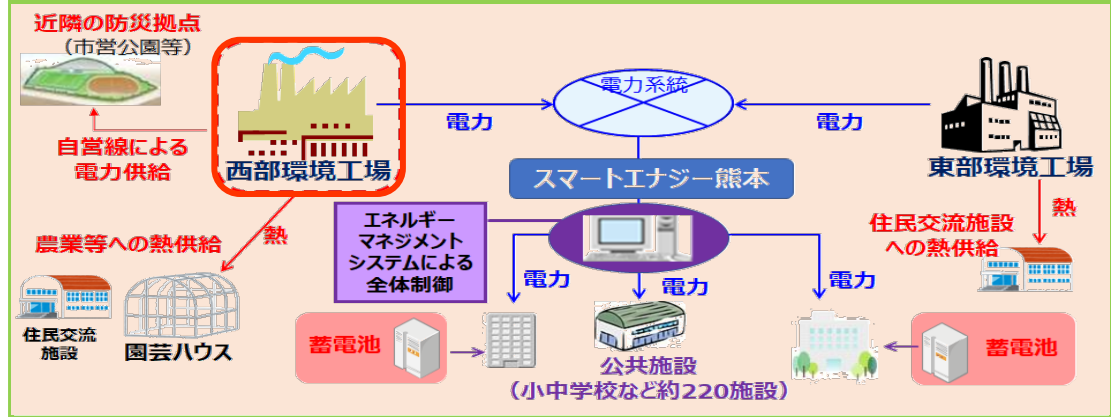 近隣の防災拠点
（市営公園等）
自営線による
電力供給
西部環境工場
電力
電力系統
電力
東部環境工場
スマートエナジー熊本
エネルギー
マネジメント
システムによる
全体制御
熱
農業等への熱供給
住民交流
施設
園芸ハウス
熱
住民交流施設
への熱供給
電力
電力
電力
蓄電池
公共施設
（小中学校など約220施設）
蓄電池